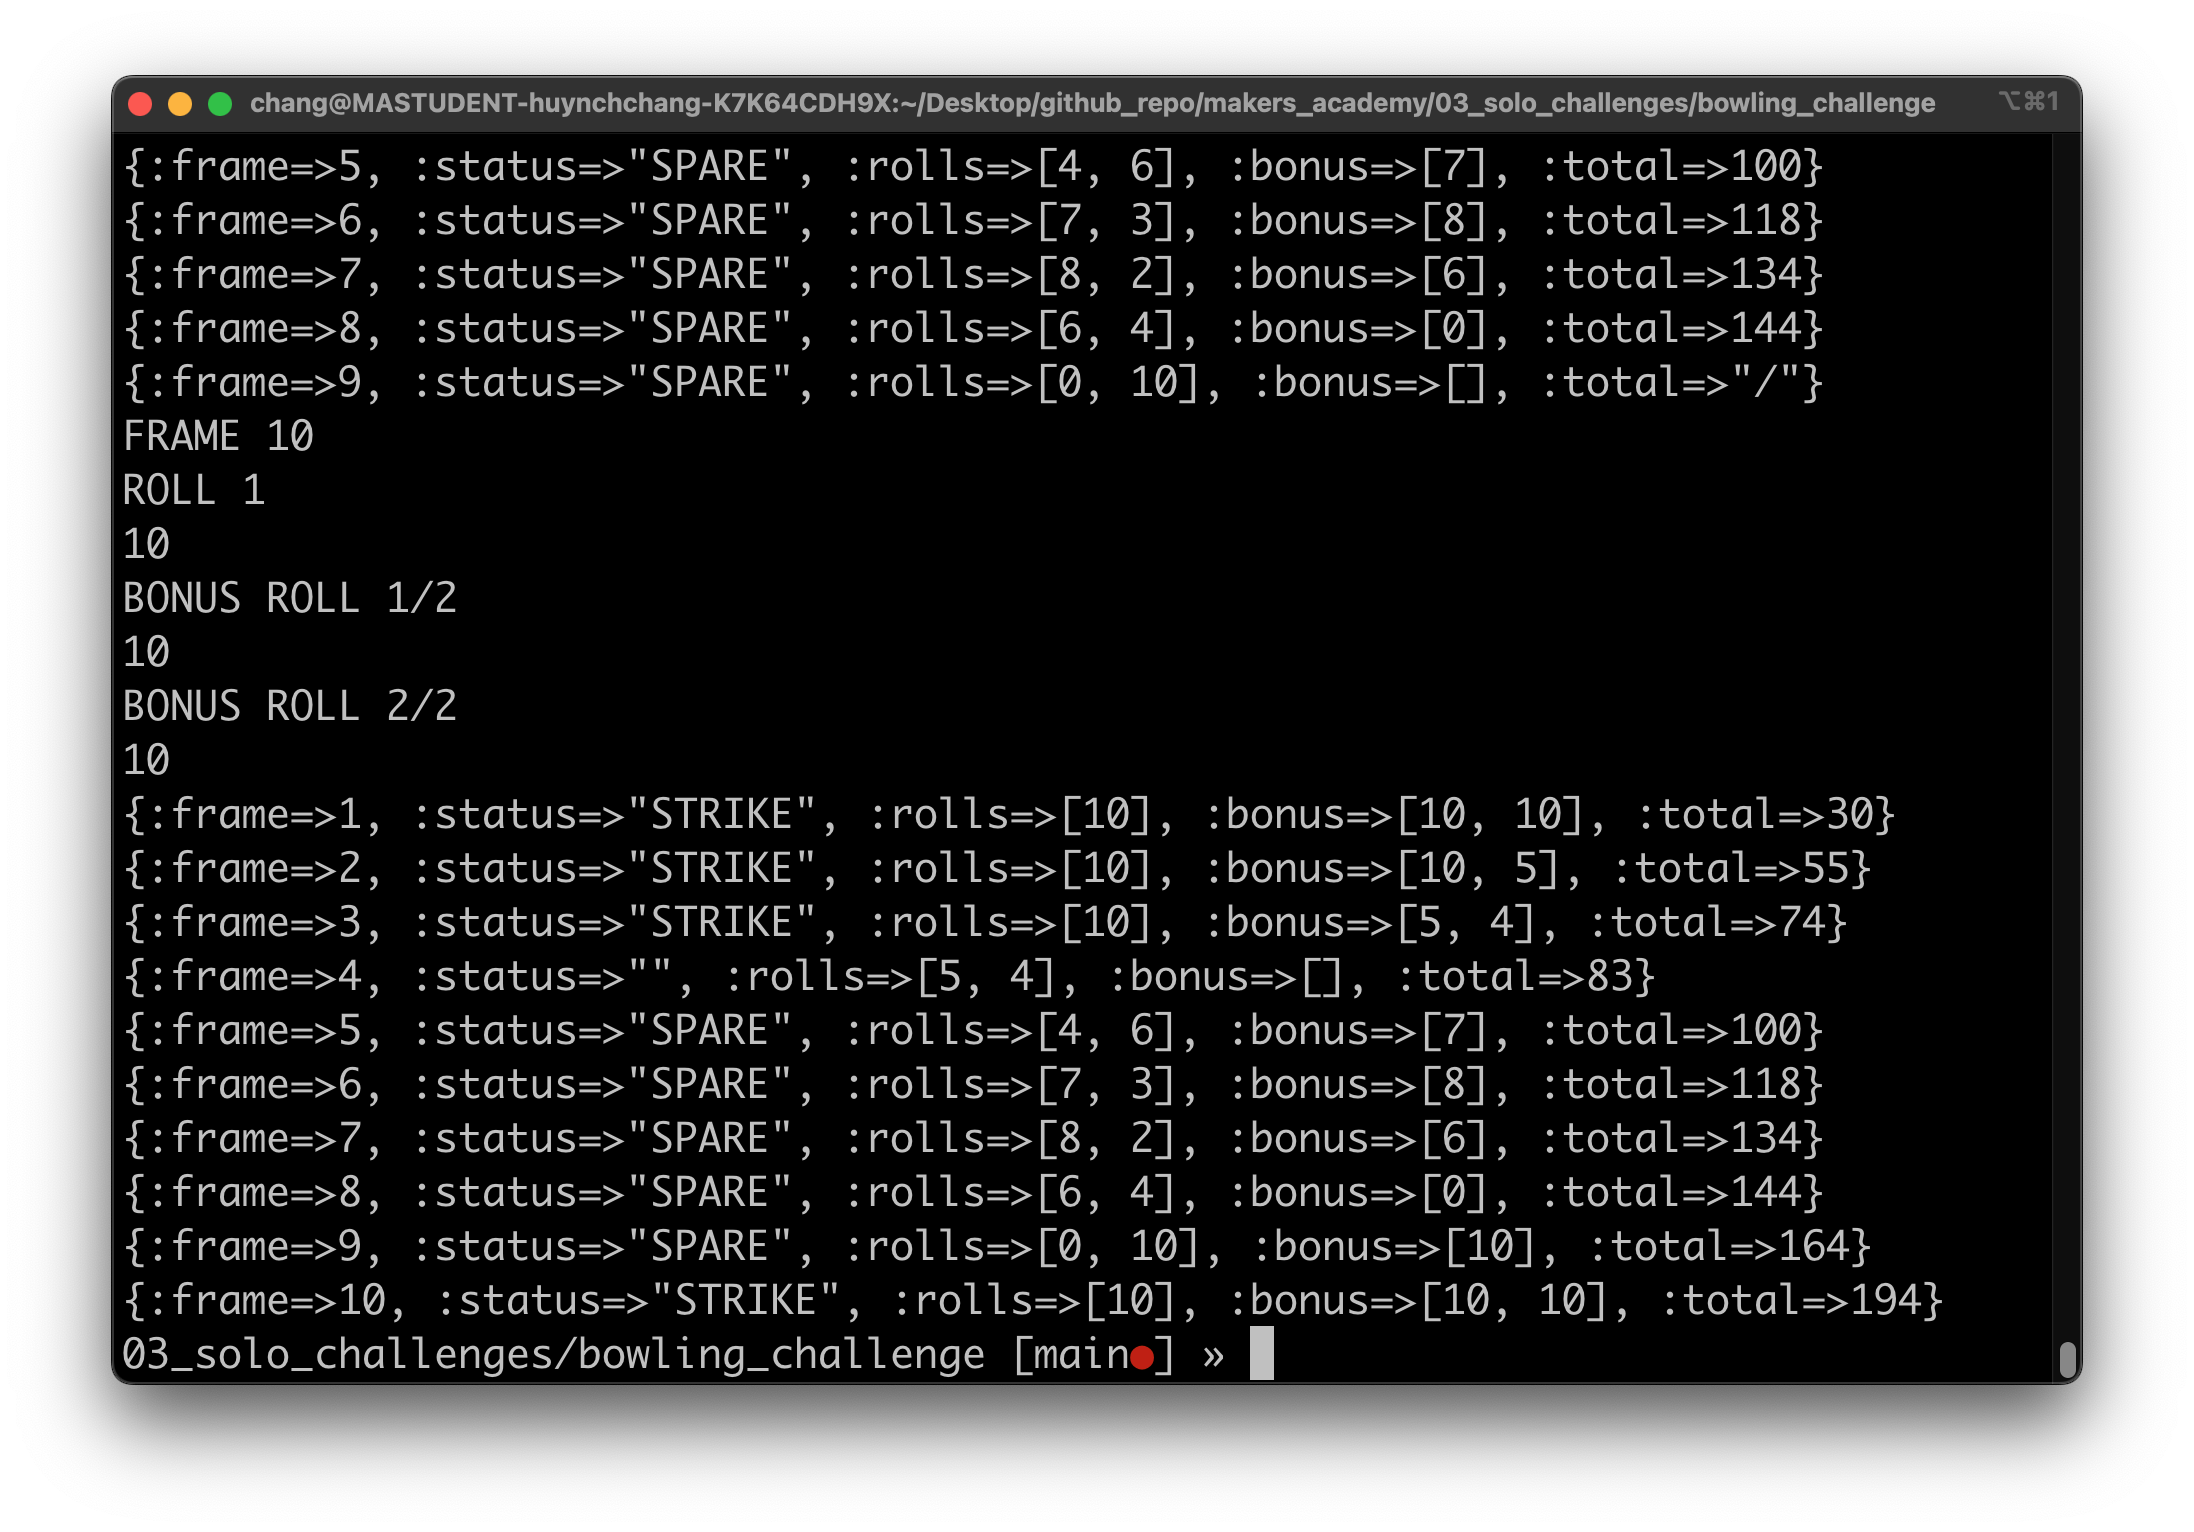 chang@MASTUDENT-huynchchang-K7K64CDH9X:~/Desktop/github_repo/makers_academy/03_solo_challenges/bowling_challenge ⌥⌘1
{:frame=>5, :status=>"SPARE", :rolls=>[4, 6], :bonus=>[7], :total=>100}
{:frame=>6, :status=>"SPARE", :rolls=>[7, 3], :bonus=>[8], :total=>118}
{:frame=>7, :status=>"SPARE", :rolls=>[8, 2], :bonus=>[6], :total=>134}
{:frame=>8, :status=>"SPARE", :rolls=>[6, 4], :bonus=>[0], :total=>144}
{:frame=>9, :status=>"SPARE", :rolls=>[0, 10], :bonus=>[], :total=>"/"}
FRAME 10
ROLL 1
10
BONUS ROLL 1/2
10
BONUS ROLL 2/2
10
{:frame=>1, :status=>"STRIKE", :rolls=>[10], :bonus=>[10, 10], :total=>30}
{:frame=>2, :status=>"STRIKE", :rolls=>[10], :bonus=>[10, 5], :total=>55}
{:frame=>3, :status=>"STRIKE", :rolls=>[10], :bonus=>[5, 4], :total=>74}
{:frame=>4, :status=>"", :rolls=>[5, 4], :bonus=>[], :total=>83}
{:frame=>5, :status=>"SPARE", :rolls=>[4, 6], :bonus=>[7], :total=>100}
{:frame=>6, :status=>"SPARE", :rolls=>[7, 3], :bonus=>[8], :total=>118}
{:frame=>7, :status=>"SPARE", :rolls=>[8, 2], :bonus=>[6], :total=>134}
{:frame=>8, :status=>"SPARE", :rolls=>[6, 4], :bonus=>[0], :total=>144}
{:frame=>9, :status=>"SPARE", :rolls=>[0, 10], :bonus=>[10], :total=>164}
{:frame=>10, :status=>"STRIKE", :rolls=>[10], :bonus=>[10, 10], :total=>194}
03_solo_challenges/bowling_challenge [main●] »